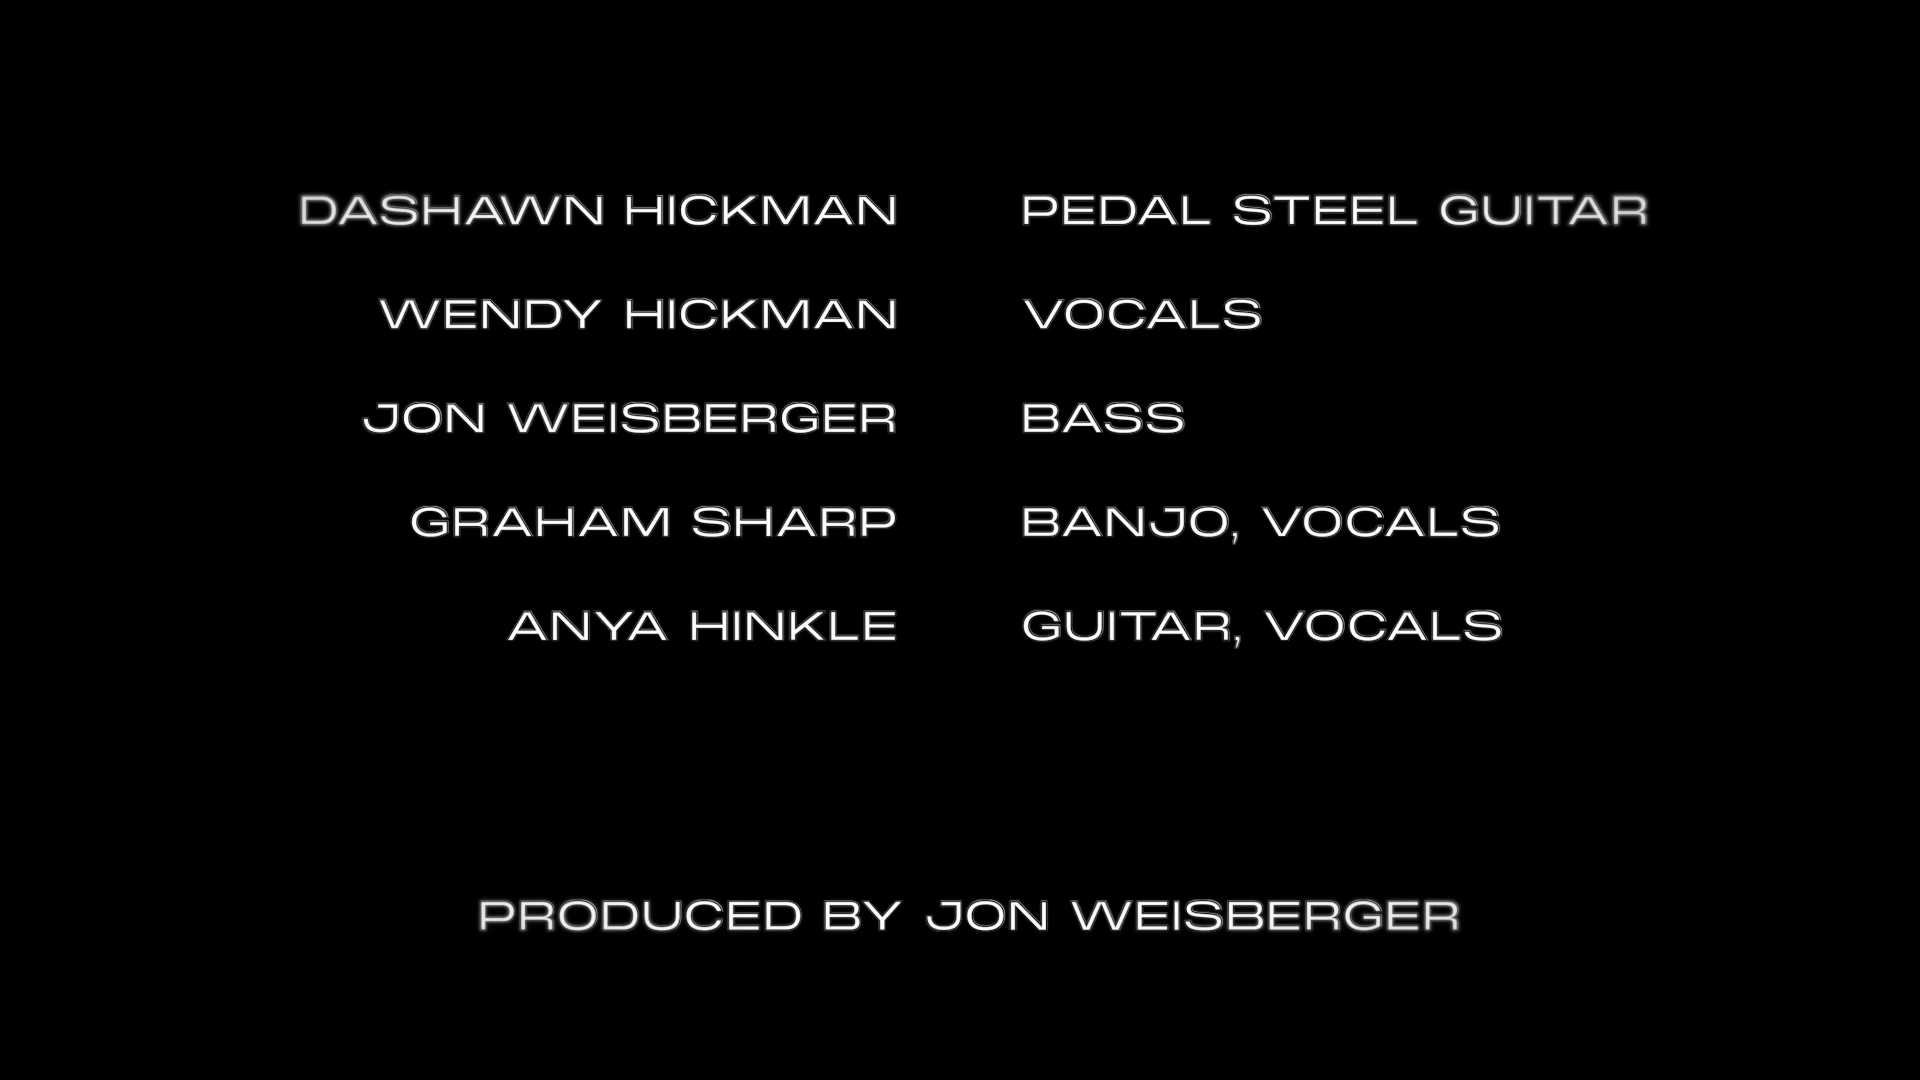 DASHAWN HICKMAN PEDAL STEEL GUITAR
WENDY HICKMAN VOCALS
JON WEISBERGER BASS
GRAHAM SHARP BANJO, VOCALS
ANYA HINKLE GUITAR, VOCALS
PRODUCED BY JON WEISBERGER